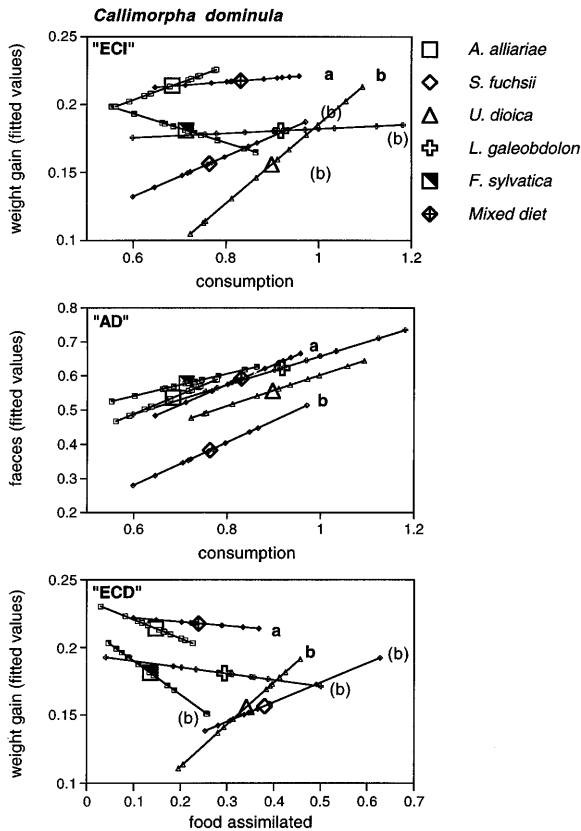 Callimorpha dominula
"ECI"
0.25
0.2
0.15
0.1
weight gain (fitted values)
a
b
(b)
(b)
(b)
0.6
0.8
1
1.2
consumption
A. alliariae
S. fuchsii
U. dioica
L. galeobdolon
F. sylvatica
Mixed diet
"AD"
0.8
0.7
0.6
0.5
0.4
0.3
0.2
faeces (fitted values)
a
b
0.6
0.8
1
1.2
consumption
"ECD"
0.25
0.2
0.15
0.1
weight gain (fitted values)
a
b
(b)
(b)
(b)
0
0.1
0.2
0.3
0.4
0.5
0.6
0.7
food assimilated